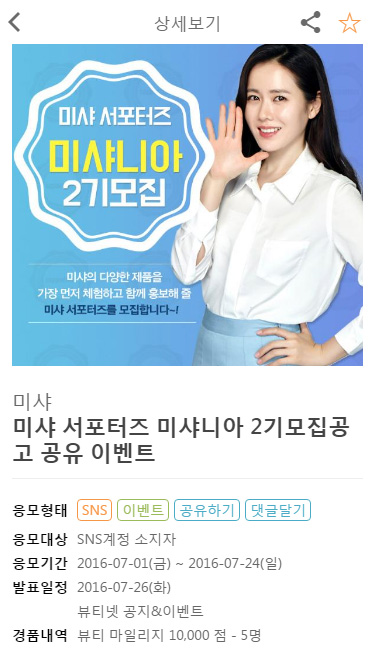 상세보기
미샤 서포터즈
미샤니아
2기모집
미샤의 다양한 제품을
가장 먼저 체험하고 함께 홍보해 줄
미샤 서포터즈를 모집합니다~!
미샤
미샤 서포터즈 미샤니아 2기모집공
고 공유 이벤트
응모형태 SNS 이벤트 공유하기 댓글달기
응모대상 SNS계정 소지자
응모기간 2016-07-01(금) ~ 2016-07-24(일)
발표일정 2016-07-26(화)
뷰티넷 공지&이벤트
경품내역 뷰티 마일리지 10,000 점 - 5명